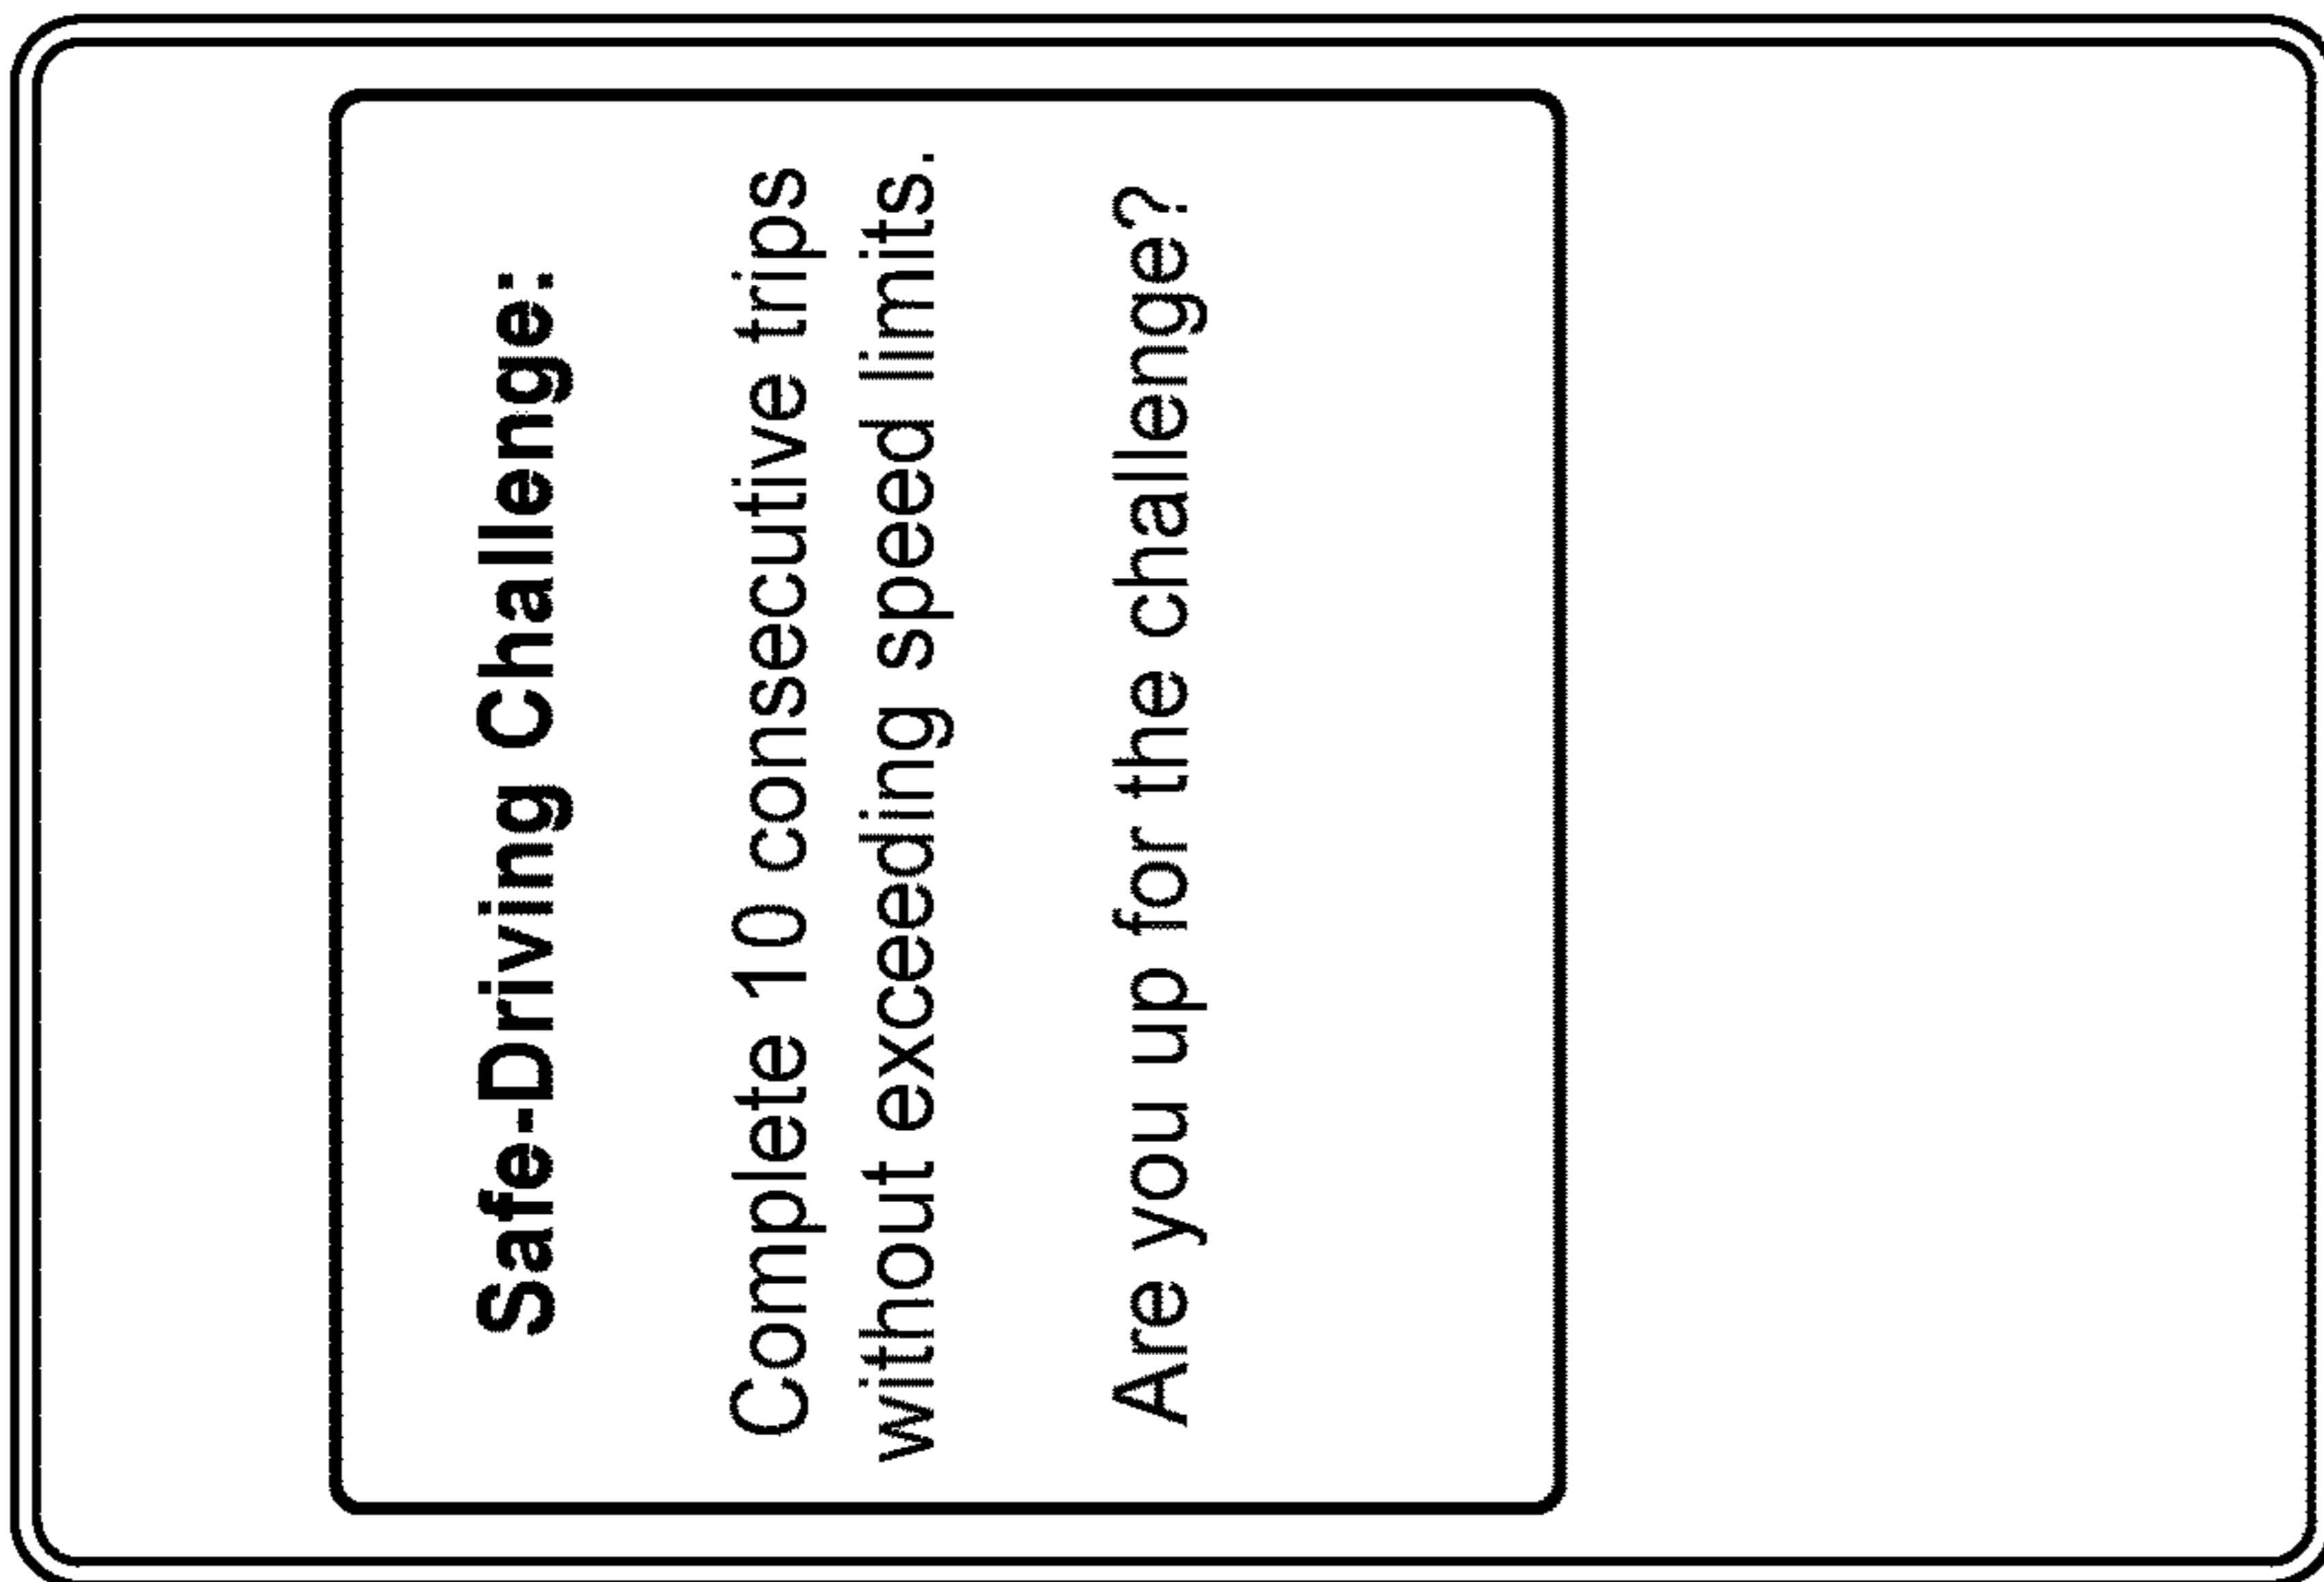 Safe-Driving Challenge:
Complete 10 consecutive trips
without exceeding speed limits.
Are you up for the challenge?